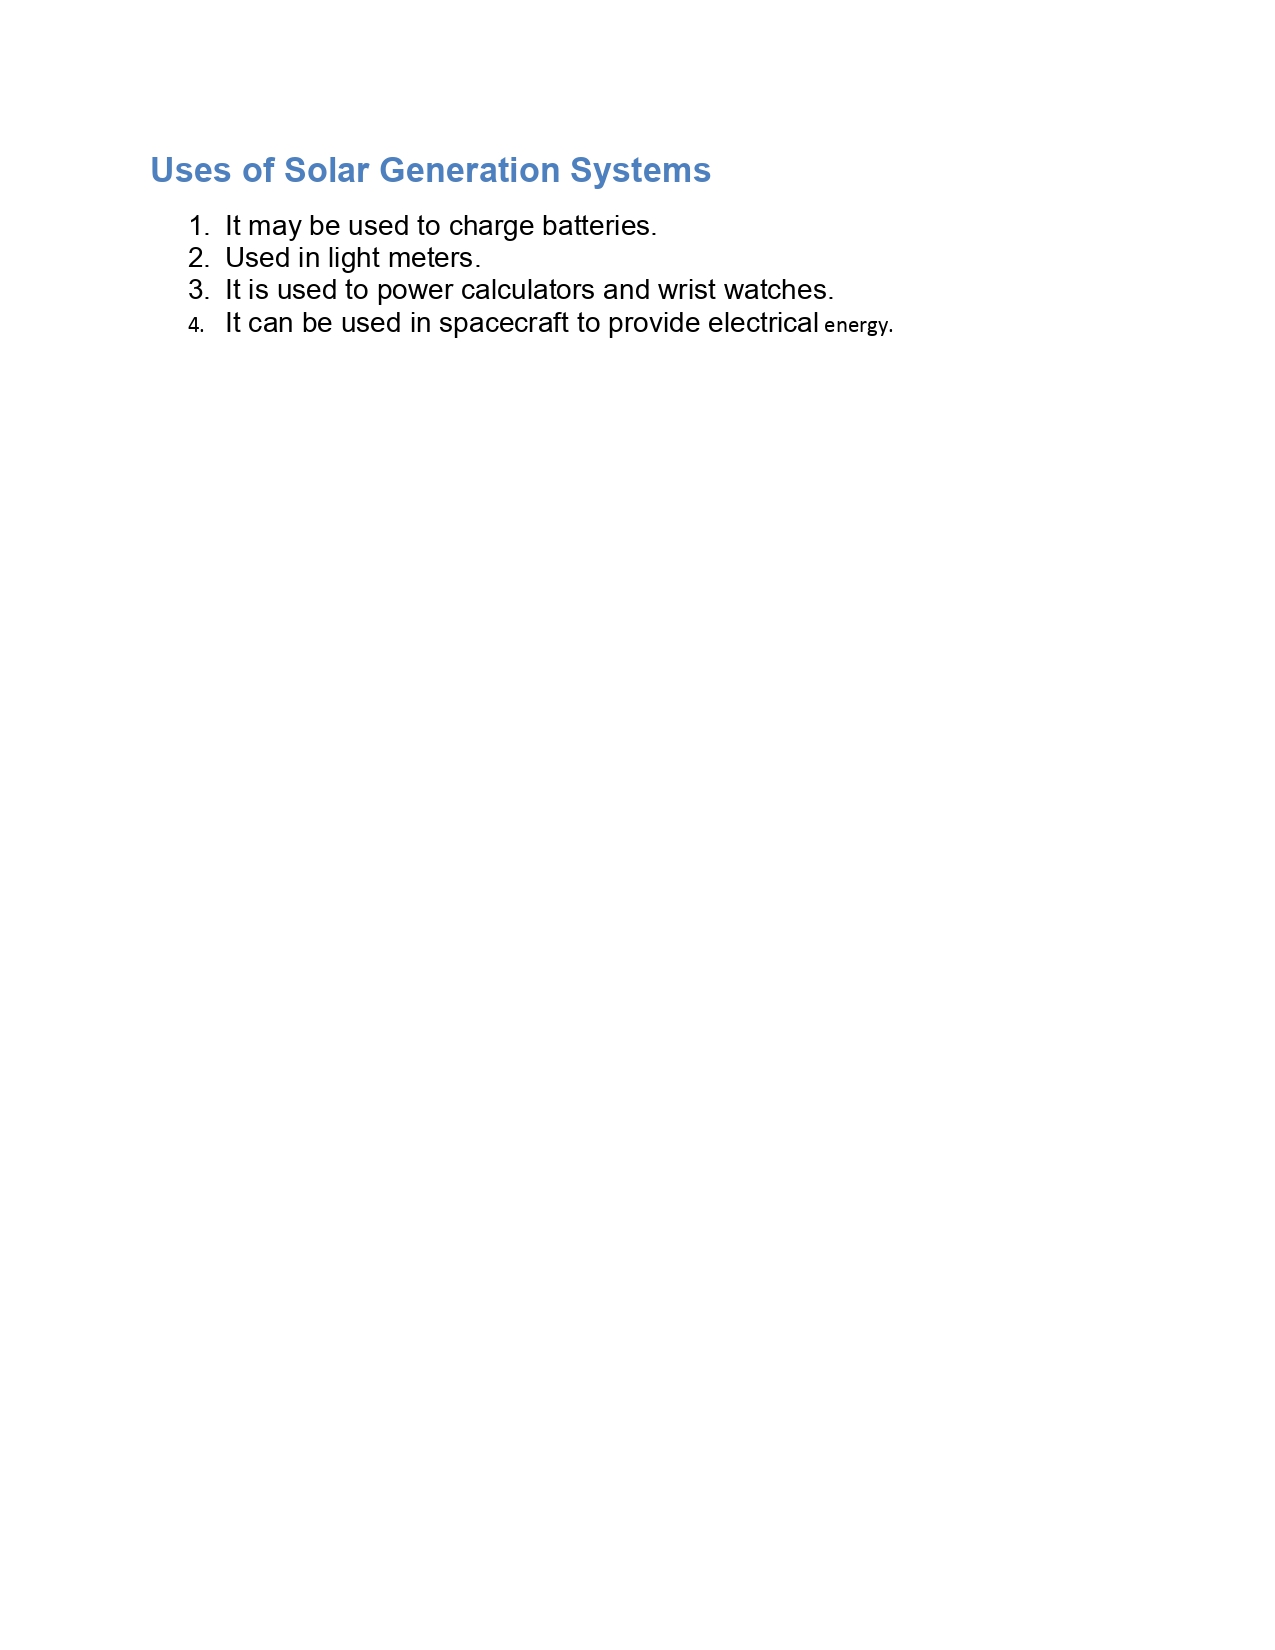 Uses of Solar Generation Systems
1. It may be used to charge batteries.
2. Used in light meters.
3. It is used to power calculators and wrist watches.
4. It can be used in spacecraft to provide electrical energy.